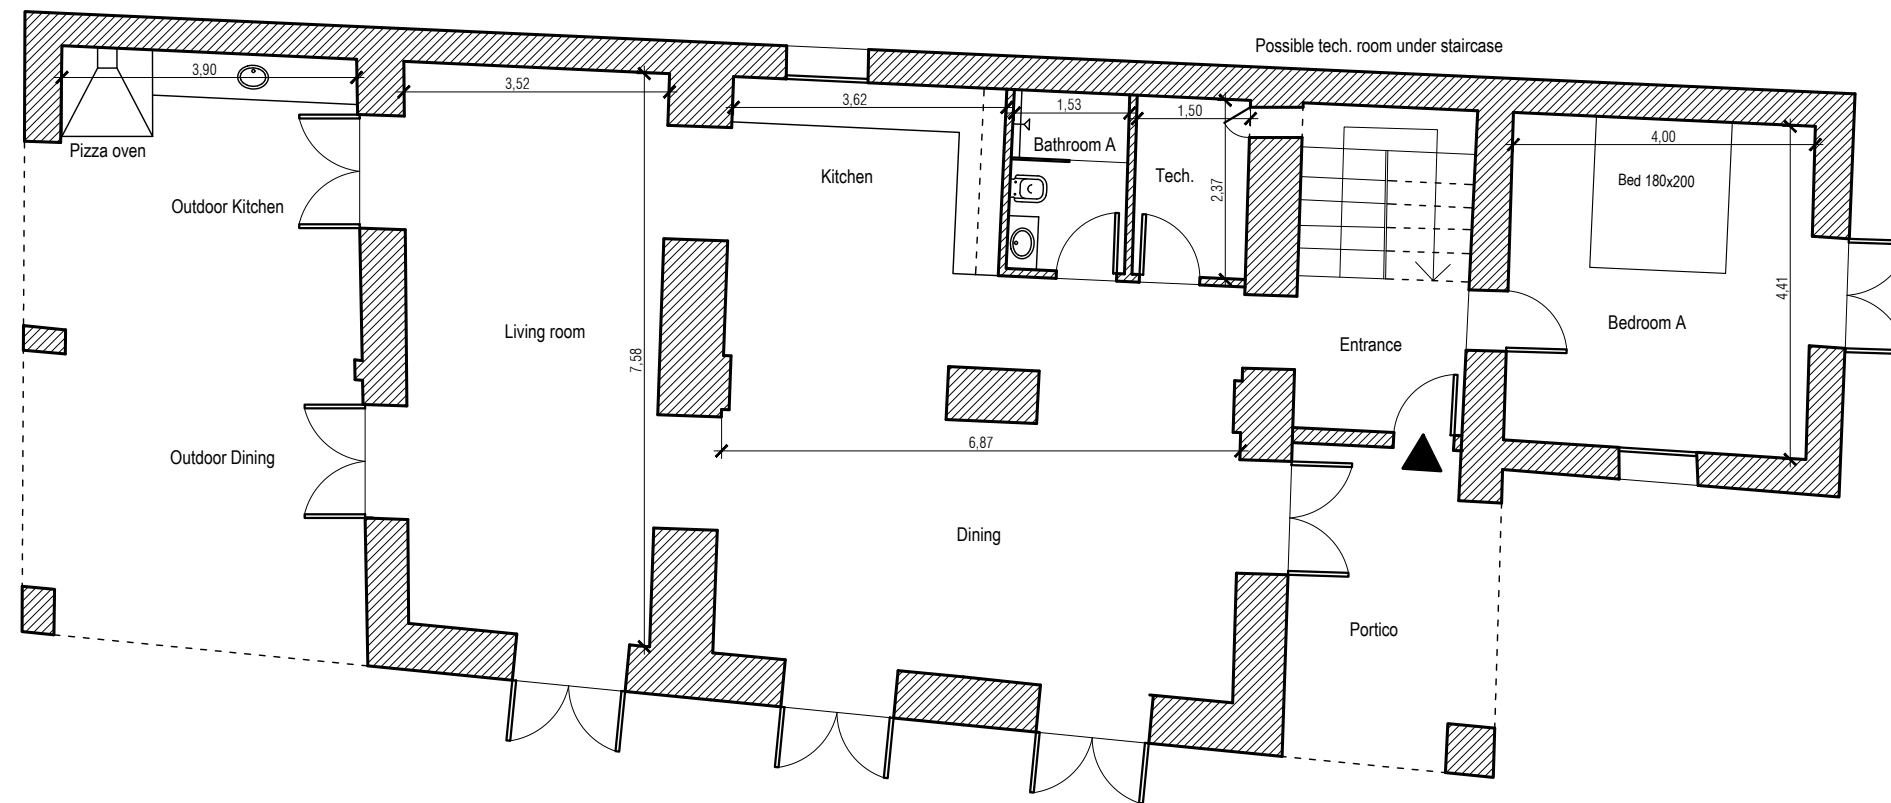 Possible tech. room under staircase
3,90
3,52
3,62
1,53
1,50
4,00
Pizza oven
Bathroom A
Kitchen
Tech.
2,37
Bed 180x200
Outdoor Kitchen
4,41
Living room
7,58
Entrance
Bedroom A
6,87
Outdoor Dining
Dining
Portico